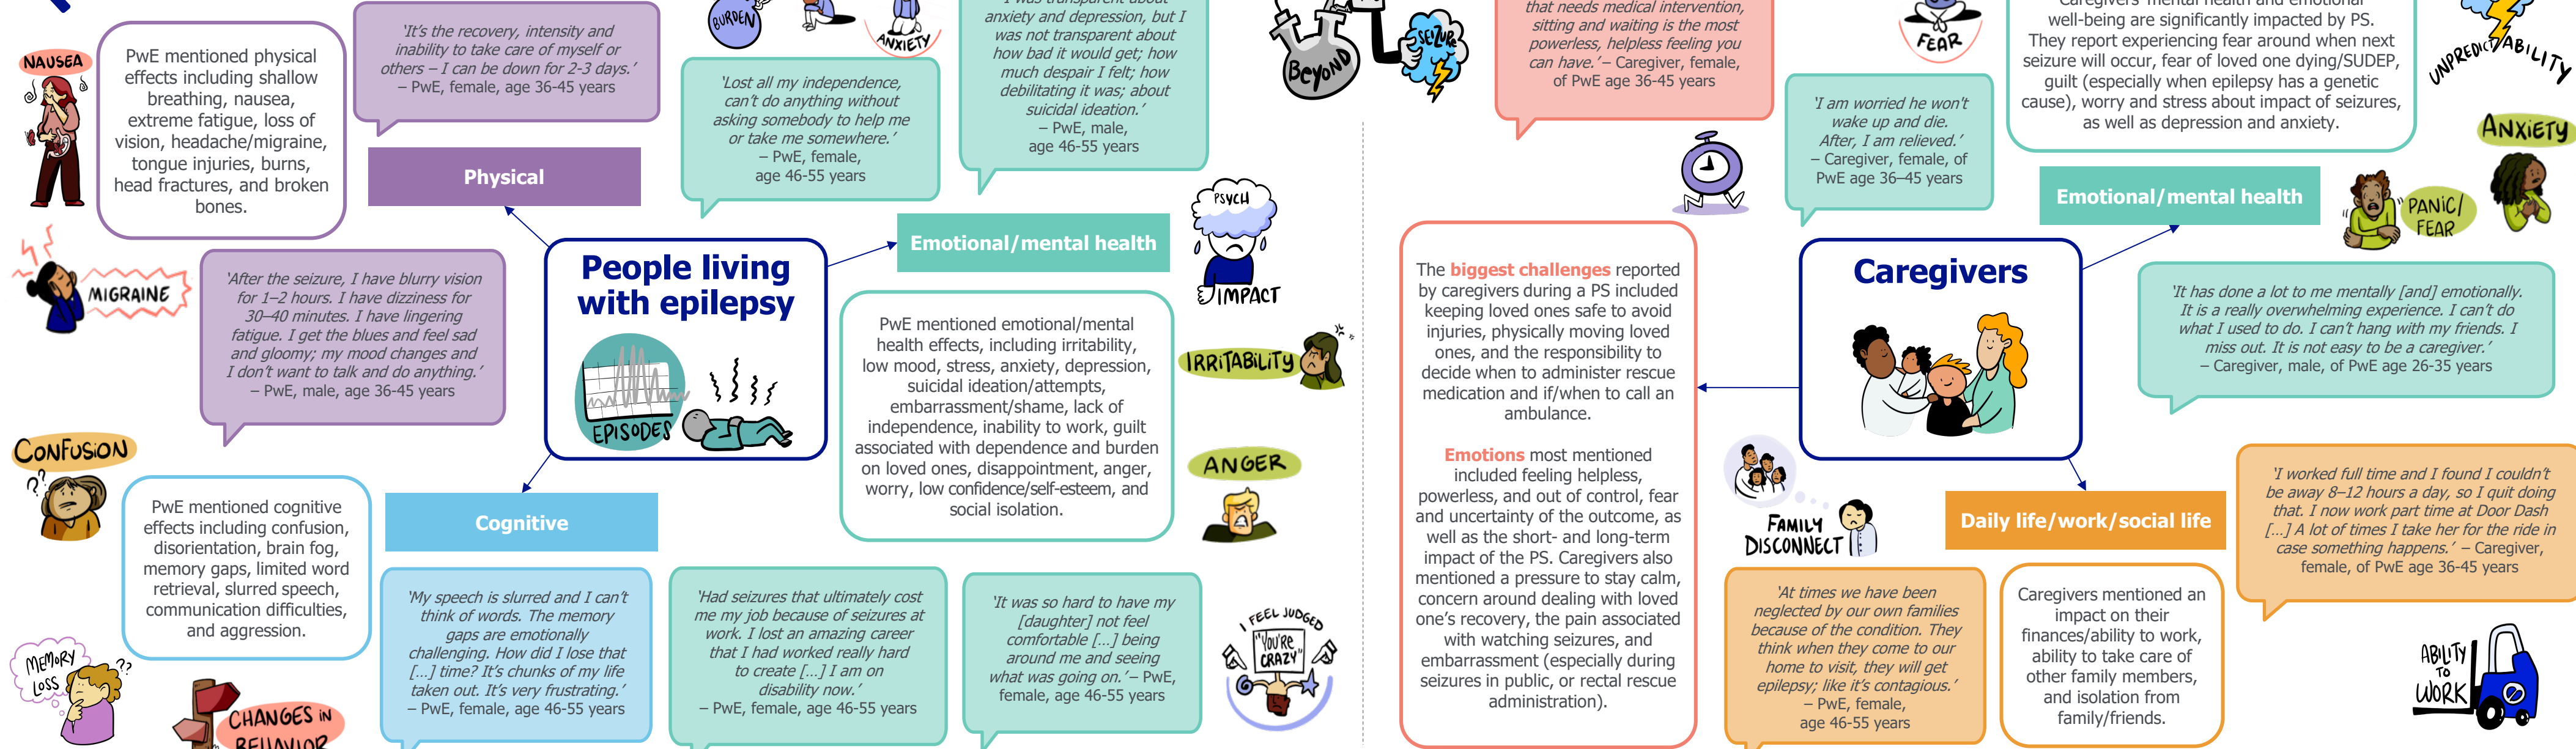 NAUSEA
PwE mentioned physical
effects including shallow
breathing, nausea,
extreme fatigue, loss of
vision, headache/migraine,
tongue injuries, burns,
head fractures, and broken
bones.
'It's the recovery, intensity and
inability to take care of myself or
others – I can be down for 2-3 days.'
– PwE, female, age 36-45 years
Physical
BURDEN
ANXIETY
'Lost all my independence,
can't do anything without
asking somebody to help me
or take me somewhere.'
– PwE, female,
age 46-55 years
I was transparent about
anxiety and depression, but I
was not transparent about
how bad it would get; how
much despair I felt; how
debilitating it was; about
suicidal ideation.'
– PwE, male,
age 46-55 years
MIGRAINE
'After the seizure, I have blurry vision
for 1–2 hours. I have dizziness for
30–40 minutes. I have lingering
fatigue. I get the blues and feel sad
and gloomy; my mood changes and
I don't want to talk and do anything.'
– PwE, male, age 36-45 years
People living
with epilepsy
EPISODES
Emotional/mental health
PSYCH
IMPACT
PwE mentioned emotional/mental
health effects, including irritability,
low mood, stress, anxiety, depression,
suicidal ideation/attempts,
embarrassment/shame, lack of
independence, inability to work, guilt
associated with dependence and burden
on loved ones, disappointment, anger,
worry, low confidence/self-esteem, and
social isolation.
IRRITABILITY
ANGER
CONFUSION
??
PwE mentioned cognitive
effects including confusion,
disorientation, brain fog,
memory gaps, limited word
retrieval, slurred speech,
communication difficulties,
and aggression.
Cognitive
MEMORY
LOSS
??
CHANGES IN
BEHAVIOR
'My speech is slurred and I can't
think of words. The memory
gaps are emotionally
challenging. How did I lose that
[…] time? It's chunks of my life
taken out. It's very frustrating.'
– PwE, female, age 46-55 years
'Had seizures that ultimately cost
me my job because of seizures at
work. I lost an amazing career
that I had worked really hard
to create […] I am on
disability now.'
– PwE, female, age 46-55 years
'It was so hard to have my
[daughter] not feel
comfortable […] being
around me and seeing
what was going on.' – PwE,
female, age 46-55 years
I FEEL JUDGED
"YOU'RE
CRAZY"
BEYOND
SEIZURE
that needs medical intervention,
sitting and waiting is the most
powerless, helpless feeling you
can have.' – Caregiver, female,
of PwE age 36-45 years
FEAR
'I am worried he won't
wake up and die.
After, I am relieved.'
– Caregiver, female, of
PwE age 36–45 years
Caregivers' mental health and emotional
well-being are significantly impacted by PS.
They report experiencing fear around when next
seizure will occur, fear of loved one dying/SUDEP,
guilt (especially when epilepsy has a genetic
cause), worry and stress about impact of seizures,
as well as depression and anxiety.
UNPREDICTABILITY
ANXIETY
Emotional/mental health
PANIC/
FEAR
The biggest challenges reported
by caregivers during a PS included
keeping loved ones safe to avoid
injuries, physically moving loved
ones, and the responsibility to
decide when to administer rescue
medication and if/when to call an
ambulance.
Emotions most mentioned
included feeling helpless,
powerless, and out of control, fear
and uncertainty of the outcome, as
well as the short- and long-term
impact of the PS. Caregivers also
mentioned a pressure to stay calm,
concern around dealing with loved
one's recovery, the pain associated
with watching seizures, and
embarrassment (especially during
seizures in public, or rectal rescue
administration).
Caregivers
'It has done a lot to me mentally [and] emotionally.
It is a really overwhelming experience. I can't do
what I used to do. I can't hang with my friends. I
miss out. It is not easy to be a caregiver.'
– Caregiver, male, of PwE age 26-35 years
FAMILY
DISCONNECT
Daily life/work/social life
'I worked full time and I found I couldn't
be away 8–12 hours a day, so I quit doing
that. I now work part time at Door Dash
[…] A lot of times I take her for the ride in
case something happens.' – Caregiver,
female, of PwE age 36-45 years
'At times we have been
neglected by our own families
because of the condition. They
think when they come to our
home to visit, they will get
epilepsy; like it's contagious.'
– PwE, female,
age 46-55 years
Caregivers mentioned an
impact on their
finances/ability to work,
ability to take care of
other family members,
and isolation from
family/friends.
ABILITY
TO
WORK